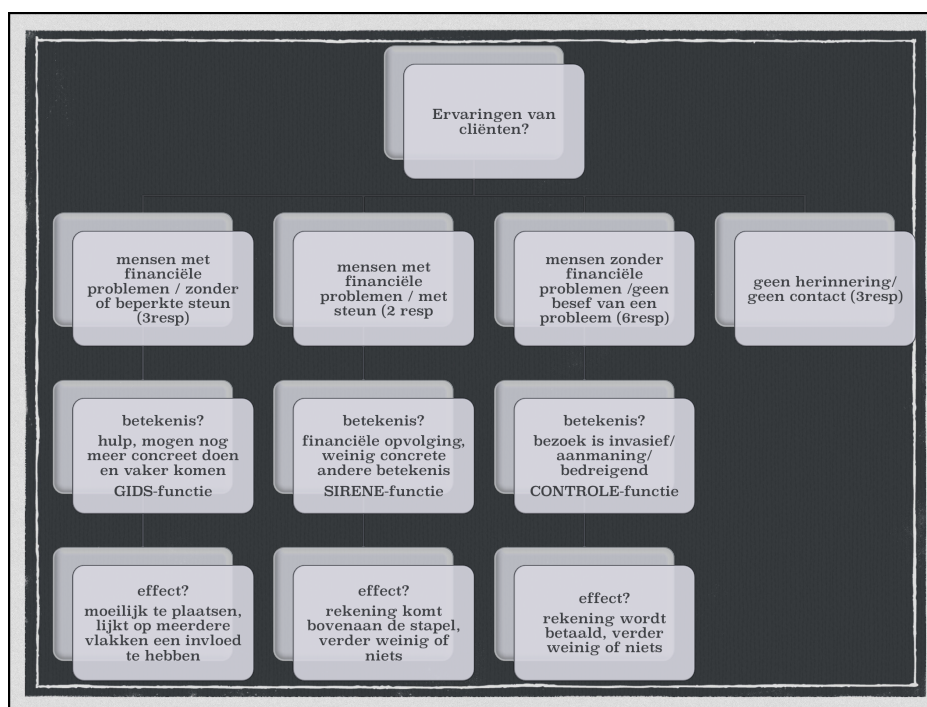 Ervaringen van
cliënten?
mensen met
financiële
problemen / zonder
of beperkte steun
(3resp)
mensen met
financiële
problemen / met
steun (2 resp
mensen zonder
financiële
problemen /geen
besef van een
probleem (6resp)
geen herinnering/
geen contact (3resp)
betekenis?
hulp, mogen nog
meer concreet doen
en vaker komen
GIDS-functie
betekenis?
financiële opvolging,
weinig concrete
andere betekenis
SIRENE-functie
betekenis?
bezoek is invasief/
aanmaning/
bedreigend
CONTROLE-functie
effect?
moeilijk te plaatsen,
lijkt op meerdere
vlakken een invloed
te hebben
effect?
rekening komt
bovenaan de stapel,
verder weinig of
niets
effect?
rekening wordt
betaald, verder
weinig of niets